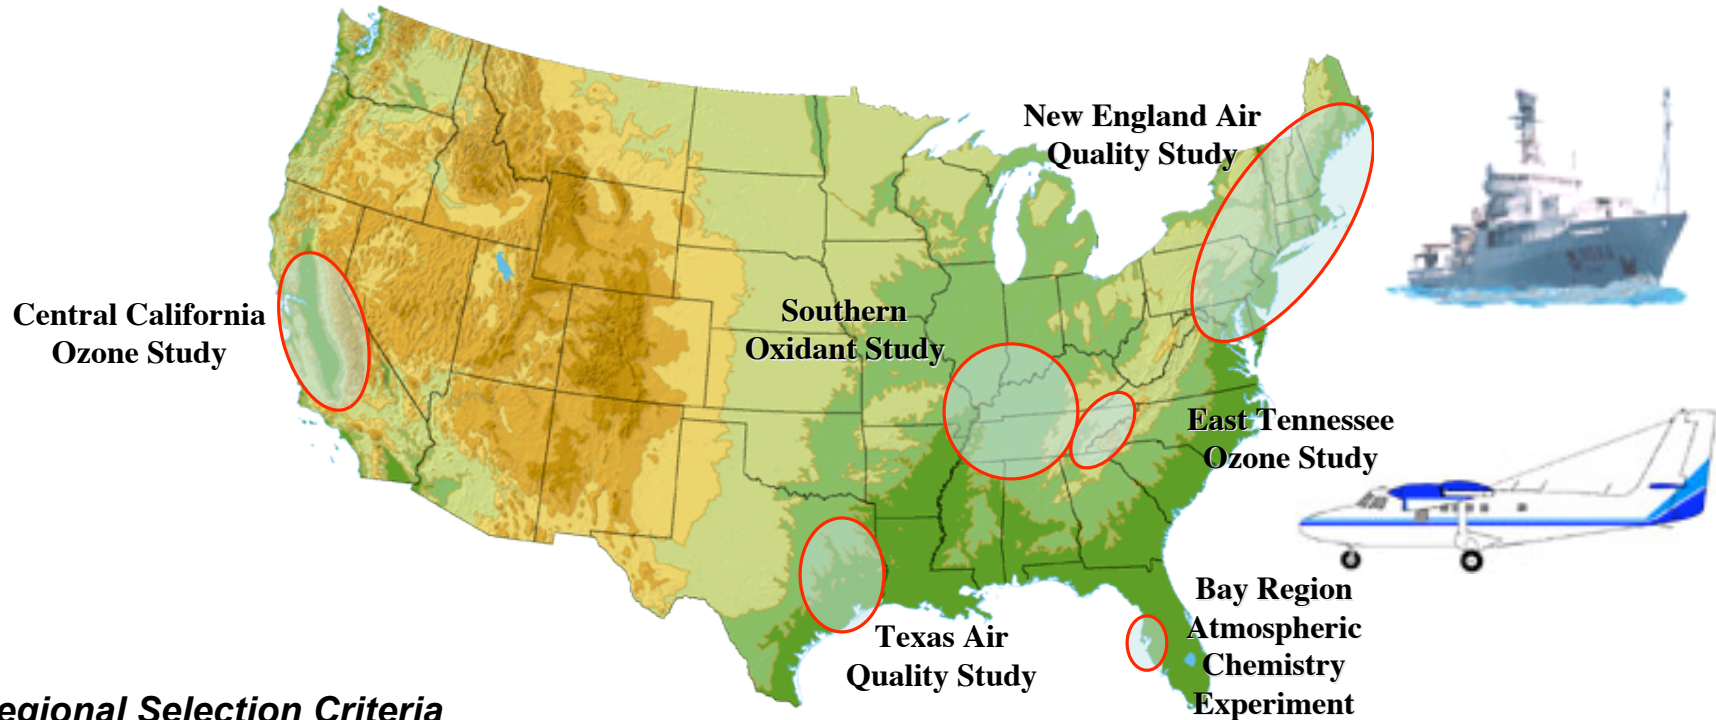 New England Air
Quality Study
Central California
Ozone Study
Southern
Oxidant Study
East Tennessee
Ozone Study
Bay Region
Atmospheric
Chemistry
Experiment
Texas Air
Quality Study
egional Selection Criteria